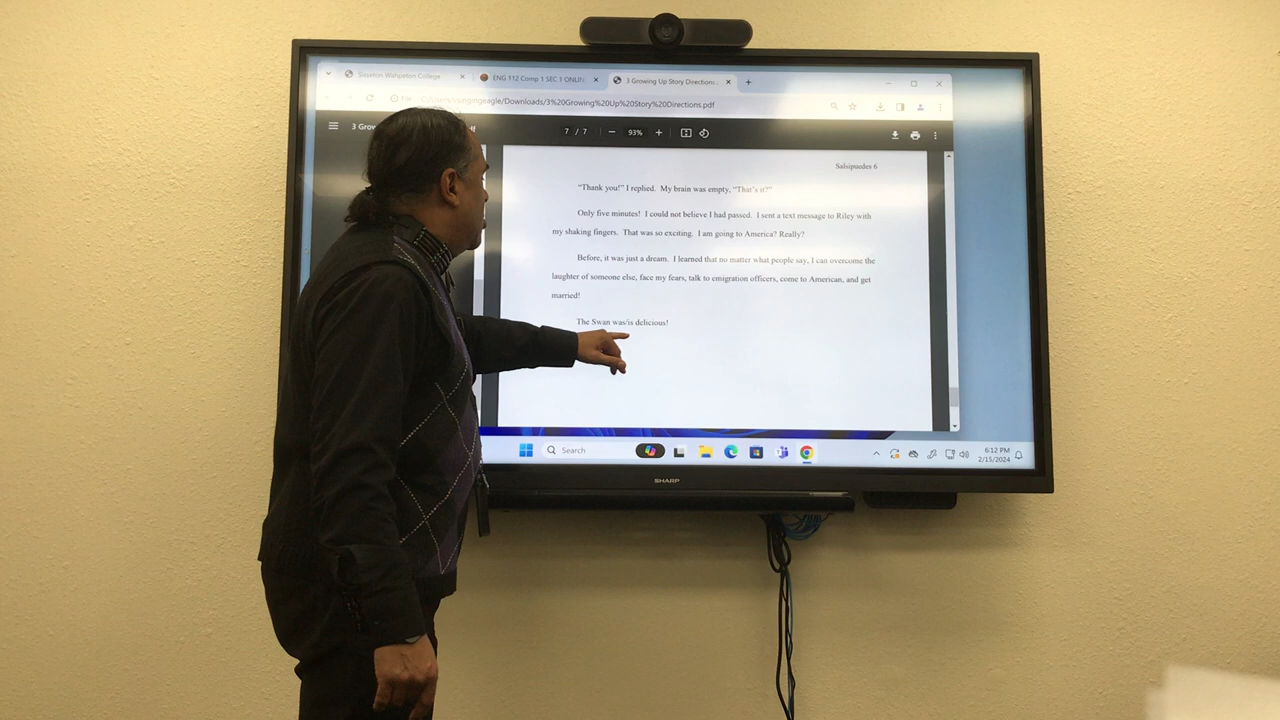 Sisseton Wahpeton College
ENG 112 Comp 1 SEC 1 ONLIN
3 Growing Up Story Directions
File
C:/Users/ /Downloads/3%20Growing%20Up%20Story%20Directions.pdf
3 Grow
7 / 7
93%
Salsipuedes 6
“Thank you!” I replied. My brain was empty, “That’s it?”
Only five minutes! I could not believe I had passed. I sent a text message to Riley with
my shaking fingers. That was so exciting. I am going to America? Really?
Before, it was just a dream. I learned that no matter what people say, I can overcome the
laughter of someone else, face my fears, talk to emigration officers, come to American, and get
married!
The Swan was/is delicious!
Search
6:12 PM
2/15/2024
SHARP